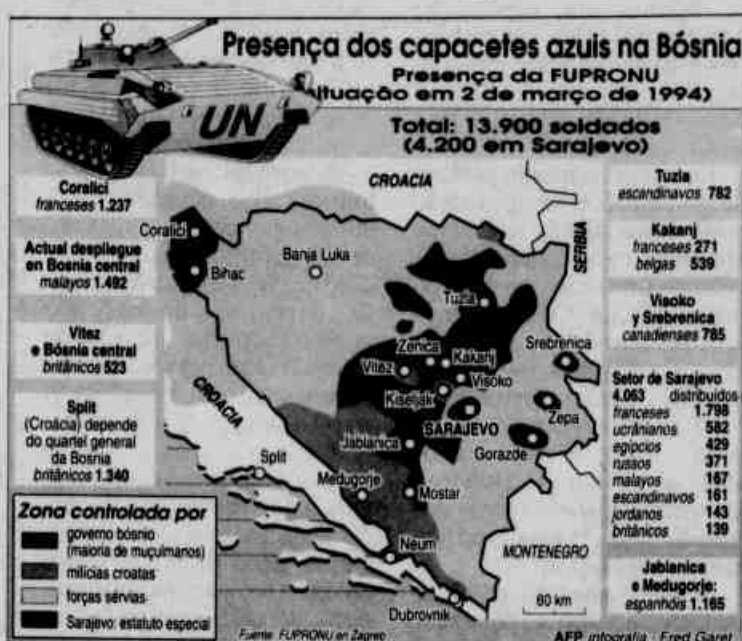 Presença dos capacetes azuis na Bósnia
Presença da FUPRONU
(situação em 2 de março de 1994)
UN
Total: 13.900 soldados
(4.200 em Sarajevo)
Coralici
franceses 1.237
Actual despliegue
en Bosnia central
malayos 1.492
Vitez
e Bósnia central
británicos 523
Split
(Croácia) depende
do quartel general
da Bosnia
británicos 1.340
Zona controlada por
governo bósnio
(maioria de muçulmanos)
milícias croatas
forças sérvias
Sarajevo: estatuto especial
CROACIA
SERBIA
Coralici
Bihac
Banja Luka
Tuzla
Zenica
Kakanj
Vitez
Visoko
Srebrenica
Kiseljak
SARAJEVO
Zepa
Gorazde
CROACIA
Split
Jablanica
Medugorje
Mostar
Neum
MONTENEGRO
Dubrovnik
60 km
Tuzla
escandinavos 782
Kakanj
franceses 271
belgas 539
Visoko
y Srebrenica
canadienses 785
Setor de Sarajevo
4.063 distribuidos
franceses 1.798
ucrânianos 582
egípcios 429
russos 371
malayos 167
escandinavos 161
jordanos 143
británicos 139
Jablanica
e Medugorje:
espanhóis 1.165
Fuente: FUPRONU en Zagreb
AFP infografia : Fred Garet